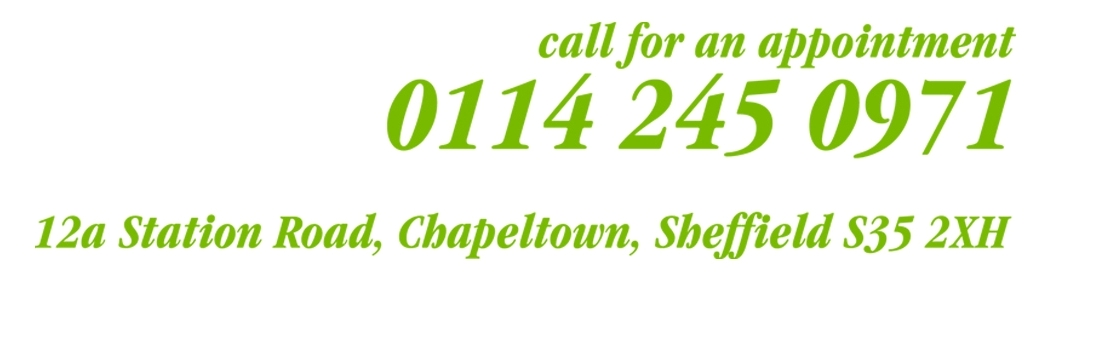 call for an appointment
0114 245 0971
12a Station Road, Chapeltown, Sheffield S35 2XH